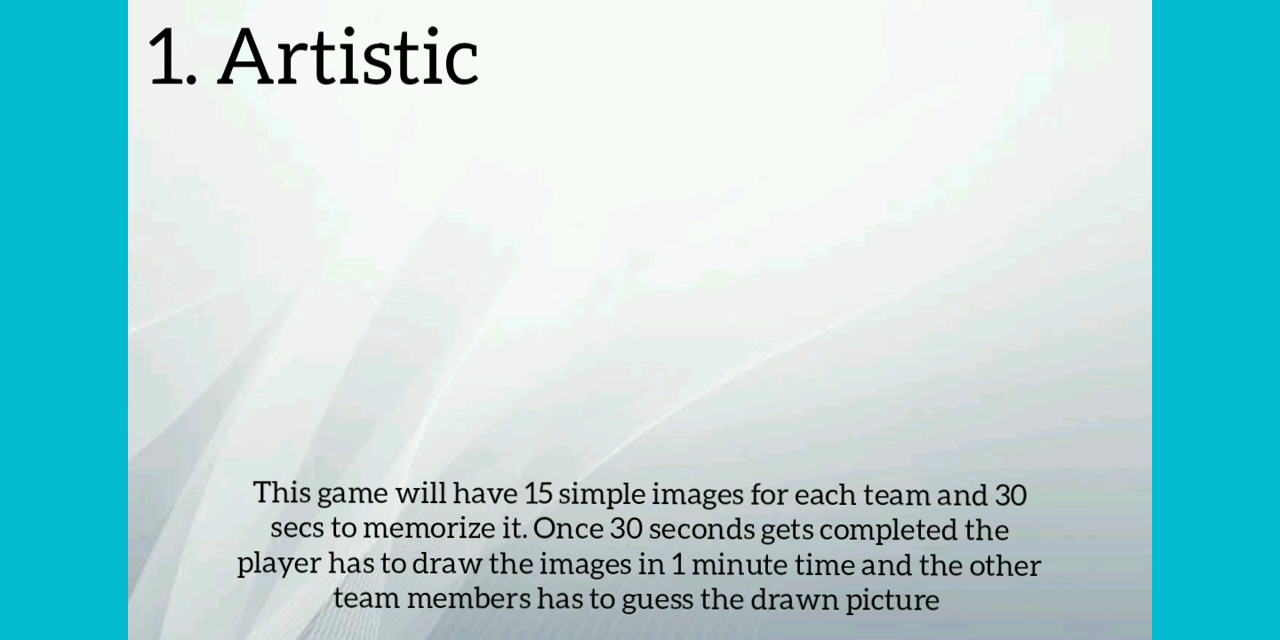 1. Artistic
This game will have 15 simple images for each team and 30
secs to memorize it. Once 30 seconds gets completed the
player has to draw the images in 1 minute time and the other
team members has to guess the drawn picture